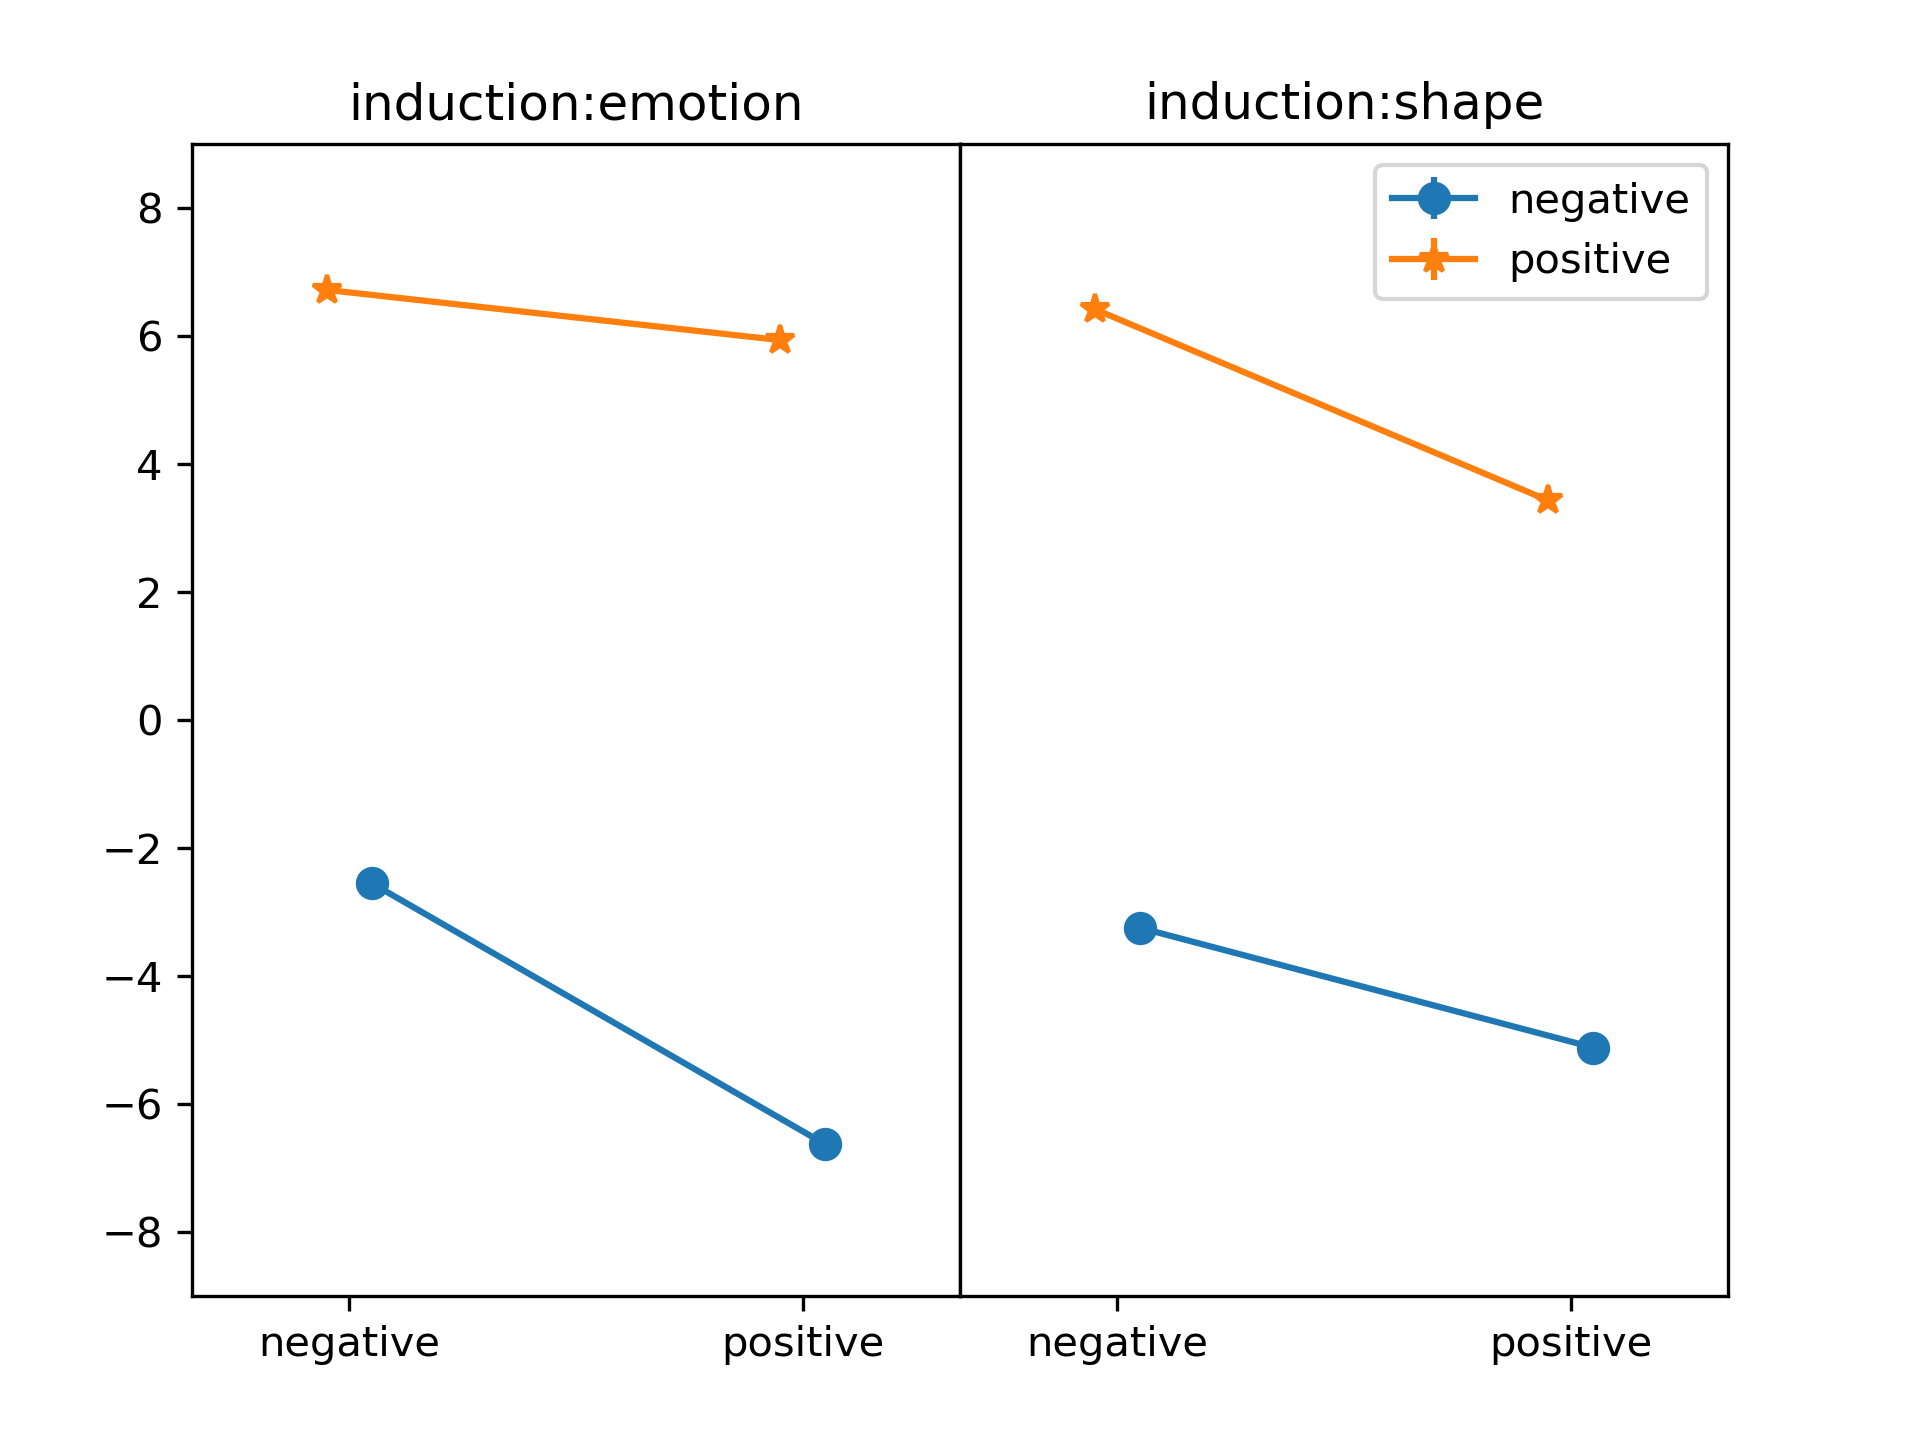 induction:emotion
induction:shape
negative
positive
8
6
4
2
0
−2
−4
−6
−8
negative positive negative positive